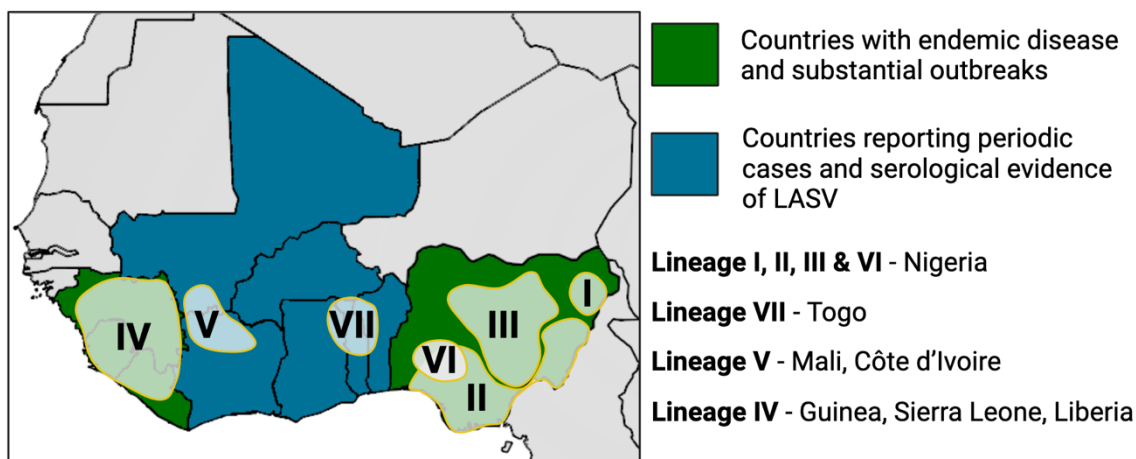 Countries with endemic disease
and substantial outbreaks
Countries reporting periodic
cases and serological evidence
of LASV
Lineage I, II, III & VI - Nigeria
Lineage VII - Togo
Lineage V - Mali, Côte d'Ivoire
Lineage IV - Guinea, Sierra Leone, Liberia
IV
V
VII
VI
II
III
I